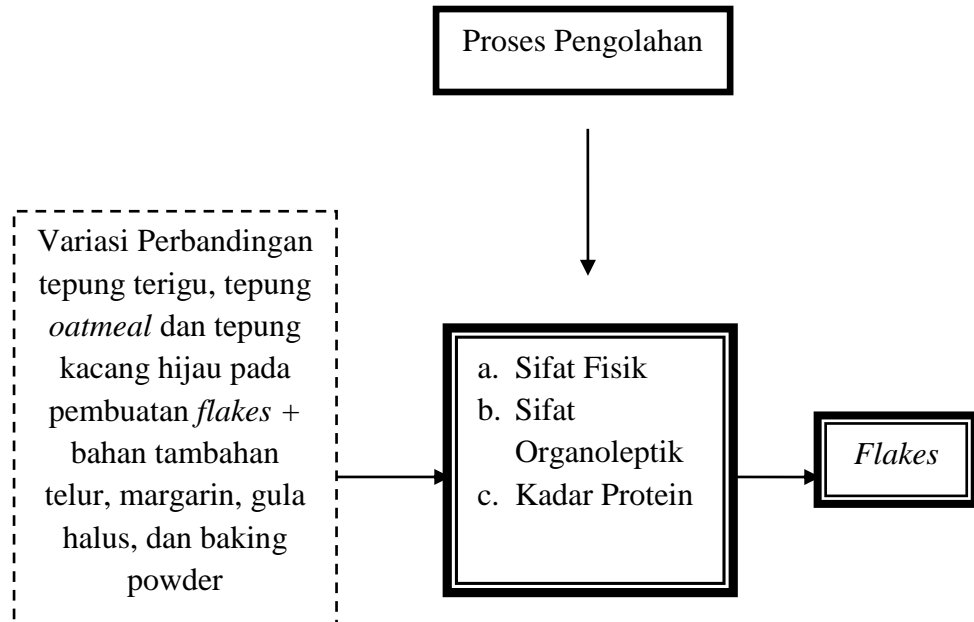 Proses Pengolahan
Variasi Perbandingan
tepung terigu, tepung
oatmeal dan tepung
kacang hijau pada
pembuatan flakes +
bahan tambahan
telur, margarin, gula
halus, dan baking
powder
a. Sifat Fisik
b. Sifat
Organoleptik
c. Kadar Protein
Flakes